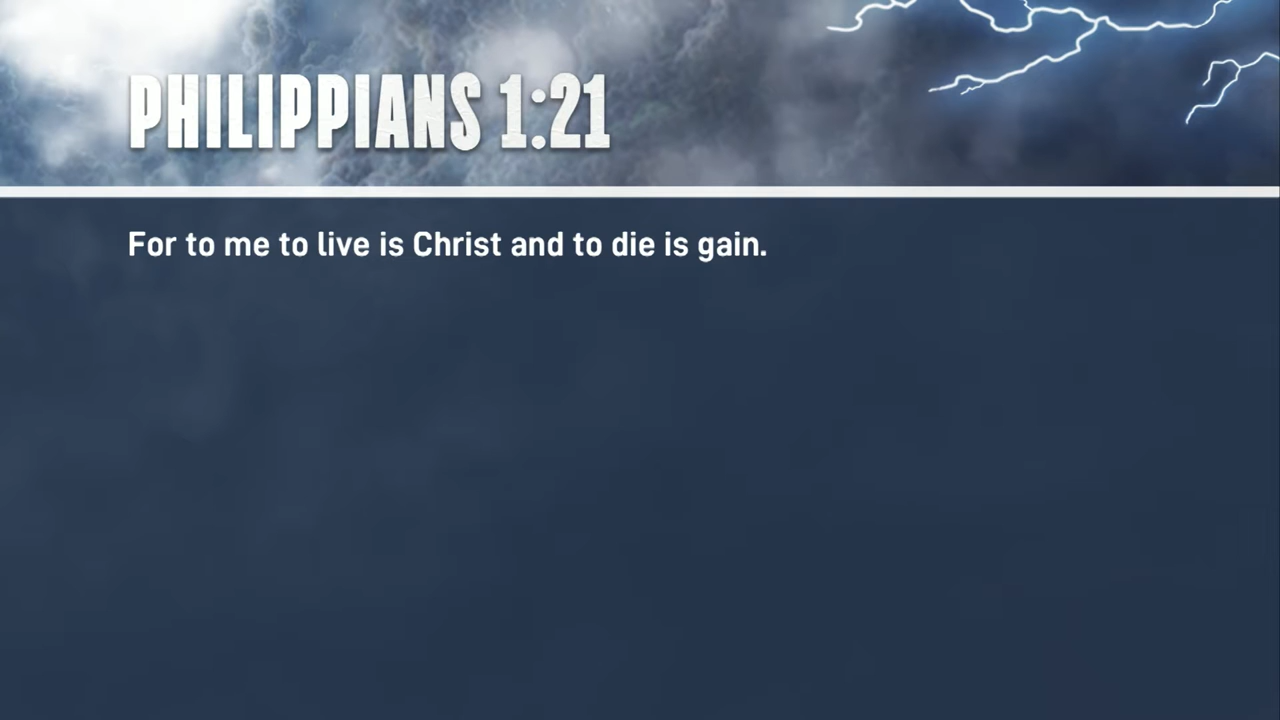 PHILIPPIANS 1:21
For to me to live is Christ and to die is gain.